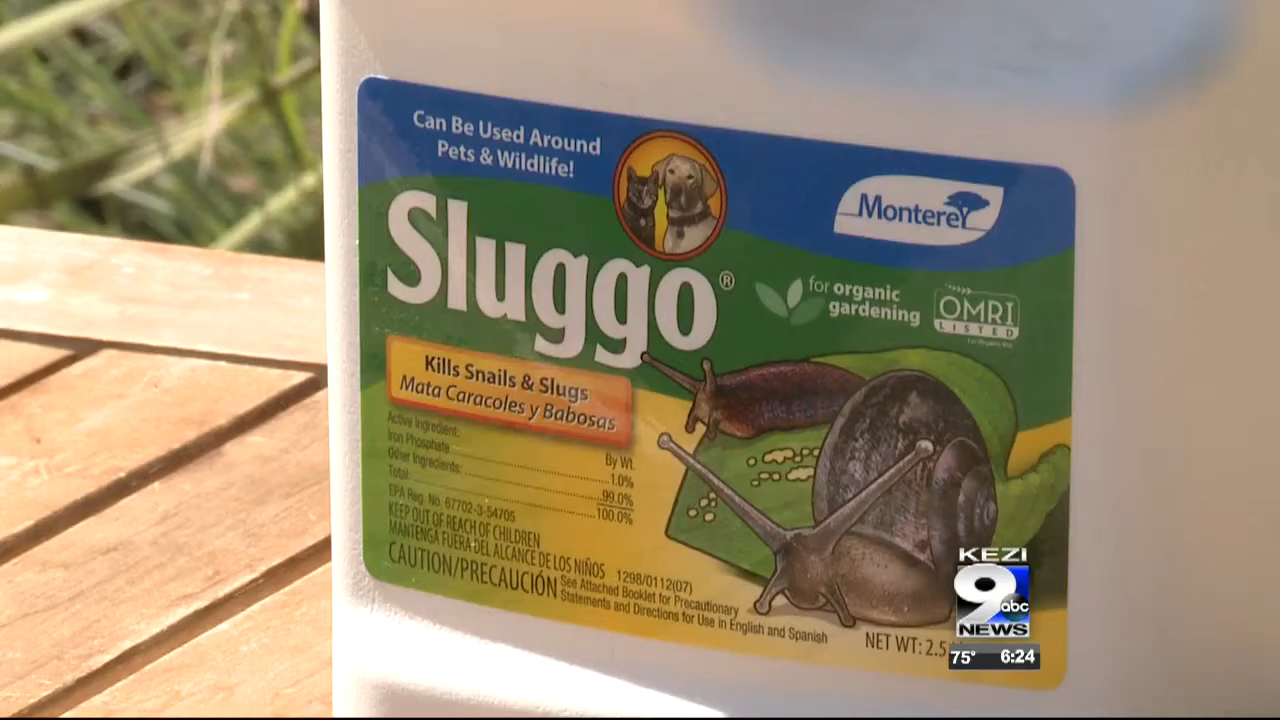 Can Be Used Around
Pets & Wildlife!
Monterey
Sluggo®
for organic
gardening
OMRI
LISTED
For Organic Use
Kills Snails & Slugs
Mata Caracoles y Babosas
Active Ingredient: By Wt.
Iron Phosphate 1.0%
Other Ingredients: 99.0%
Total: 100.0%
EPA Reg. No. 67702-3-54705
KEEP OUT OF REACH OF CHILDREN
MANTENGA FUERA DEL ALCANCE DE LOS NIÑOS 1298/0112(07)
CAUTION/PRECAUCIÓN See Attached Booklet for Precautionary
Statements and Directions for Use in English and Spanish
NET WT: 2.5
KEZI
9 abc
NEWS
75° 6:24